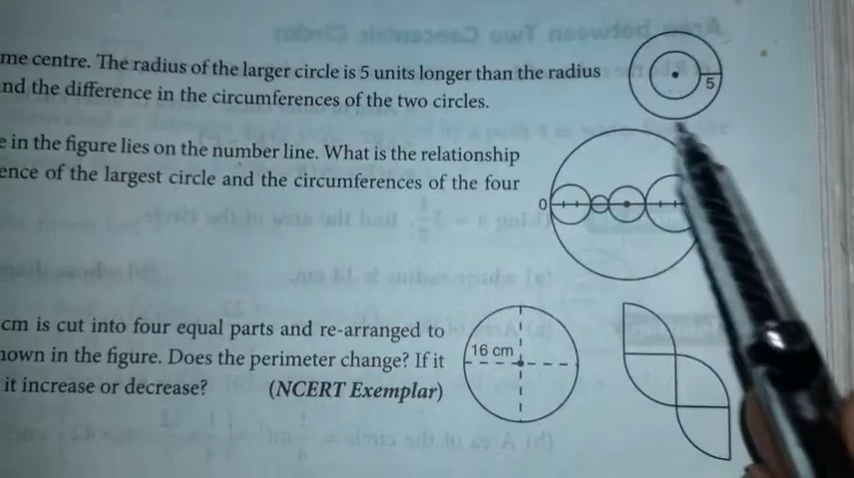 me centre. The radius of the larger circle is 5 units longer than the radius
nd the difference in the circumferences of the two circles.
5
e in the figure lies on the number line. What is the relationship
ence of the largest circle and the circumferences of the four
0
cm is cut into four equal parts and re-arranged to
hown in the figure. Does the perimeter change? If it
it increase or decrease? (NCERT Exemplar)
16 cm